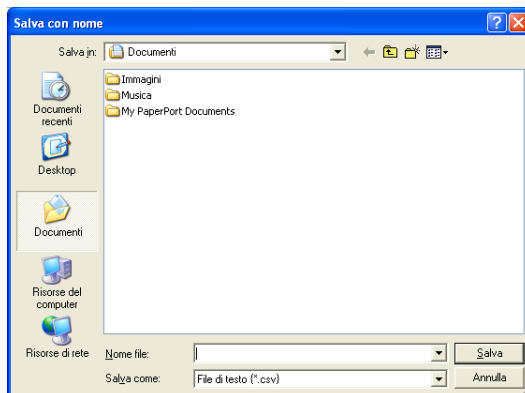 Salva con nome
Salva in: Documenti
Immagini
Musica
My PaperPort Documents
Documenti
recenti
Desktop
Documenti
Risorse del
computer
Risorse di rete
Nome file:
Salva
Salva come: File di testo (*.csv)
Annulla